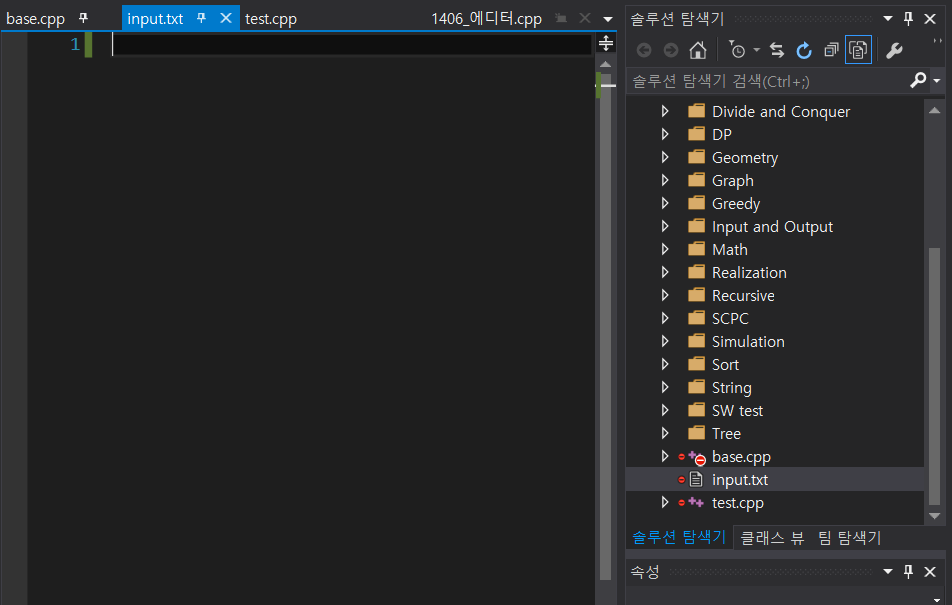 base.cpp
input.txt
test.cpp
1406_에디터.cpp
1
솔루션 탐색기
솔루션 탐색기 검색(Ctrl+;)
Divide and Conquer
DP
Geometry
Graph
Greedy
Input and Output
Math
Realization
Recursive
SCPC
Simulation
Sort
String
SW test
Tree
base.cpp
input.txt
test.cpp
솔루션 탐색기 클래스 뷰 팀 탐색기
속성